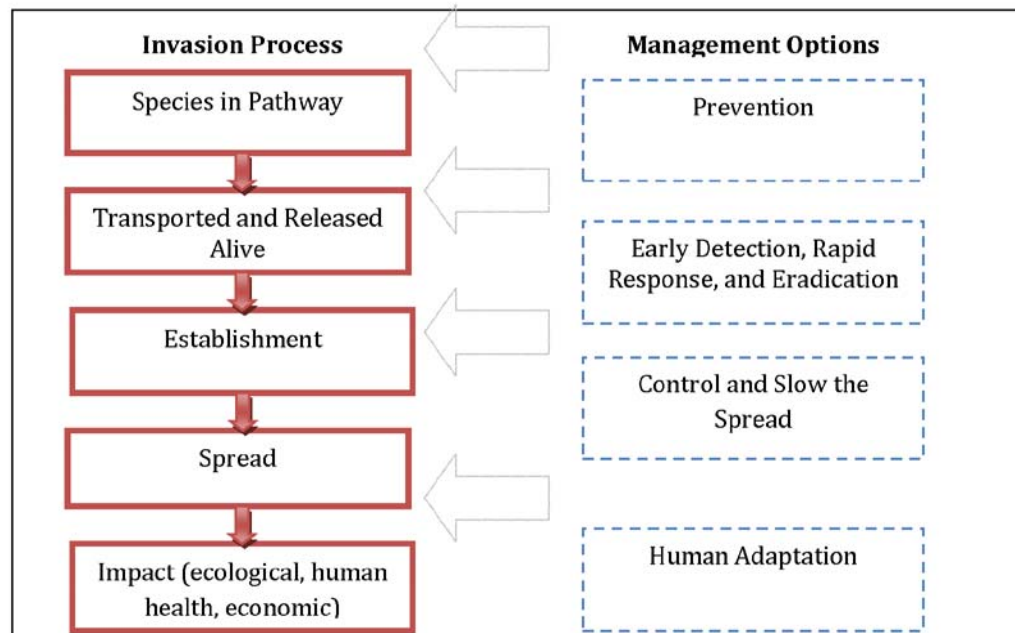 Invasion Process
Species in Pathway
Transported and Released
Alive
Establishment
Spread
Impact (ecological, human
health, economic)
Management Options
Prevention
Early Detection, Rapid
Response, and Eradication
Control and Slow the
Spread
Human Adaptation